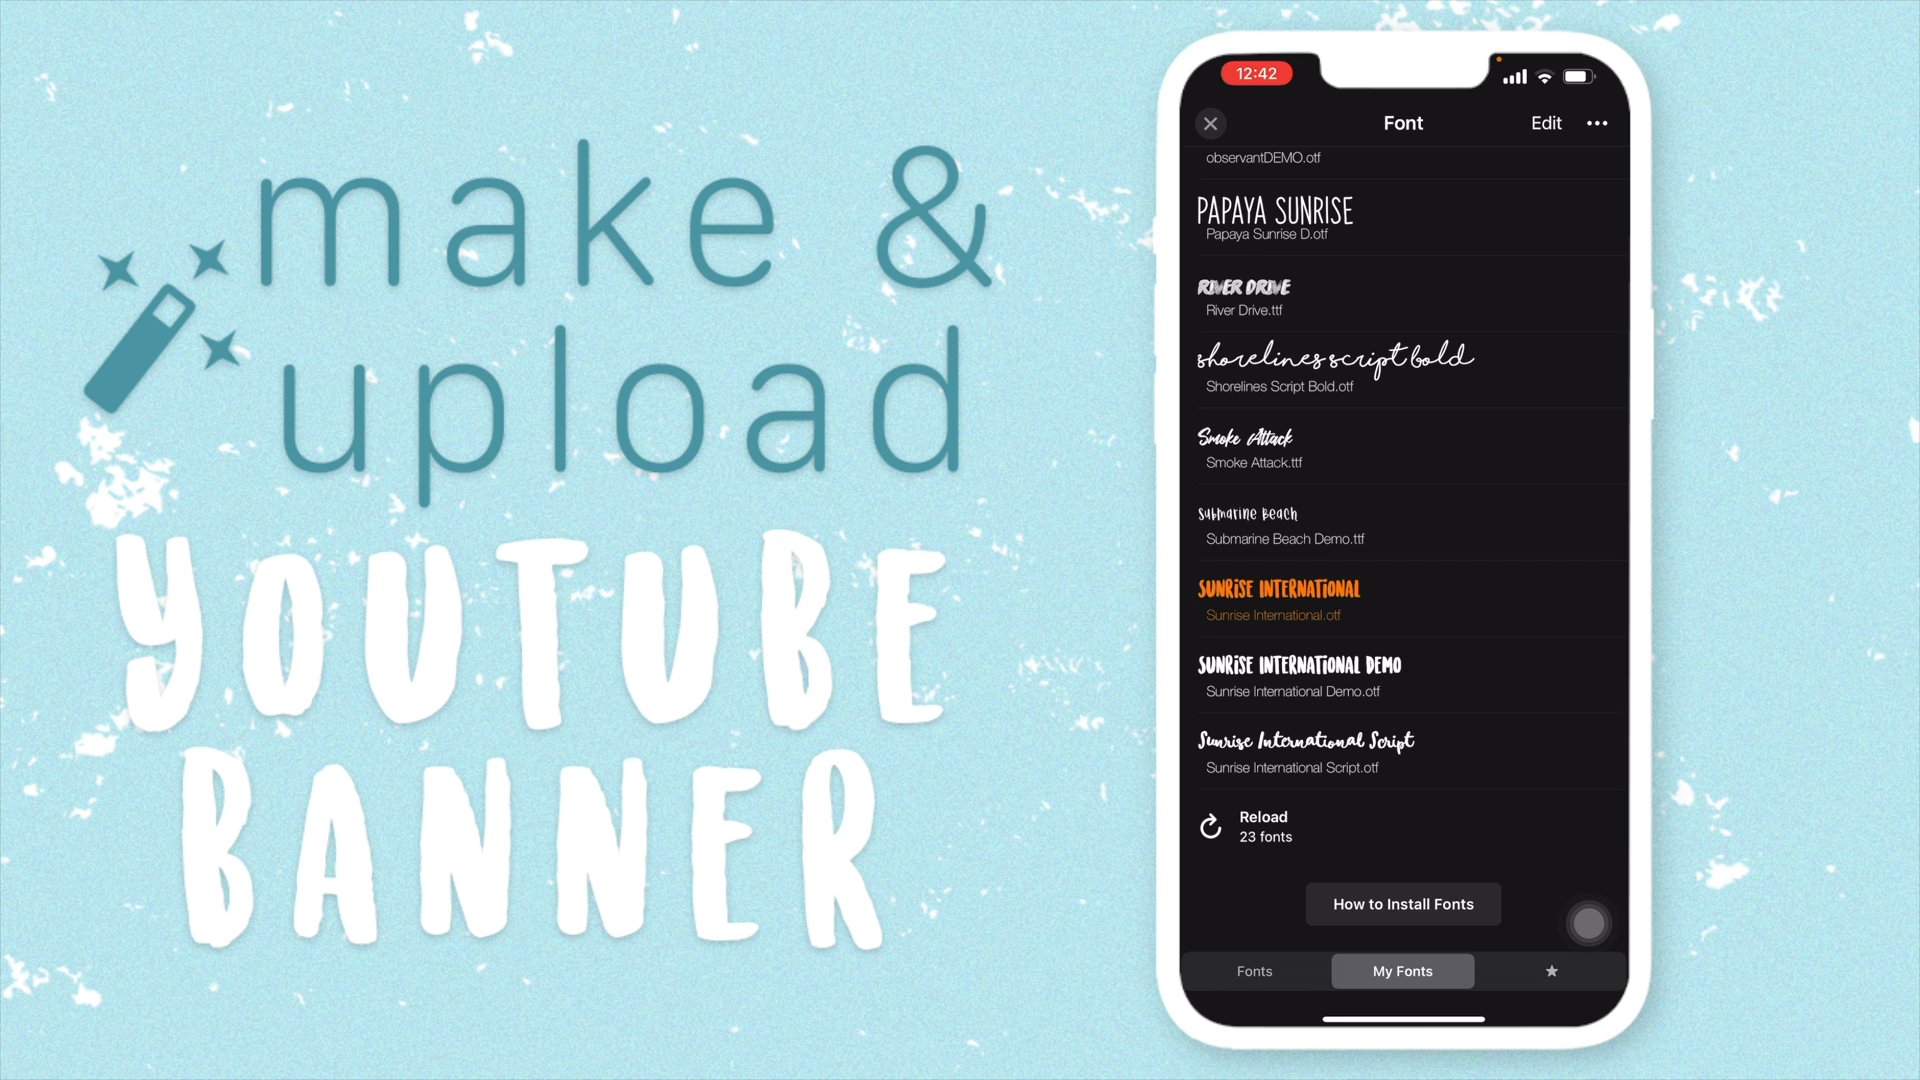 make &
upload
YOUTUBE
BANNER
12:42
Font
Edit
observantDEMO.otf
PAPAYA SUNRISE
Papaya Sunrise D.otf
RIVER DRIVE
River Drive.ttf
shorelines script bold
Shorelines Script Bold.otf
Smoke Attack
Smoke Attack.ttf
Submarine Beach
Submarine Beach Demo.ttf
SUNRiSE INTERNATiONAL
Sunrise International.otf
SUNRiSE INTERNATiONAL DEMO
Sunrise International Demo.otf
Sunrise International Script
Sunrise International Script.otf
Reload
23 fonts
How to Install Fonts
Fonts
My Fonts